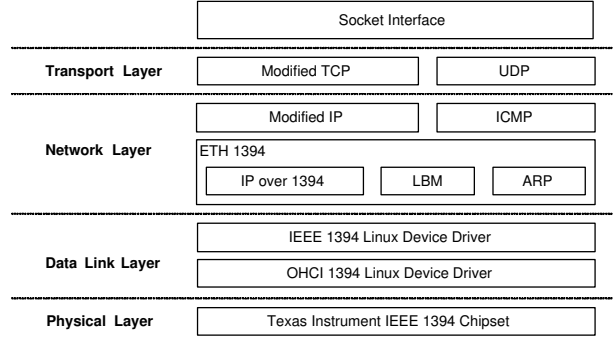 Socket Interface
Transport Layer
Modified TCP
UDP
Modified IP
ICMP
Network Layer
ETH 1394
IP over 1394
LBM
ARP
IEEE 1394 Linux Device Driver
Data Link Layer
OHCI 1394 Linux Device Driver
Physical Layer
Texas Instrument IEEE 1394 Chipset